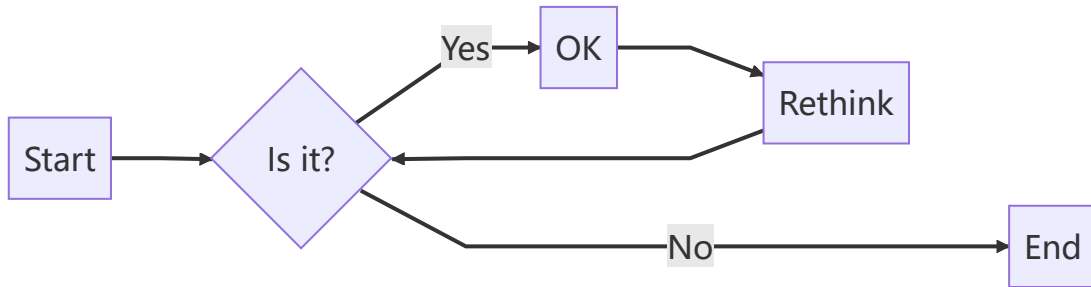 Start
Is it?
Yes
OK
Rethink
No
End